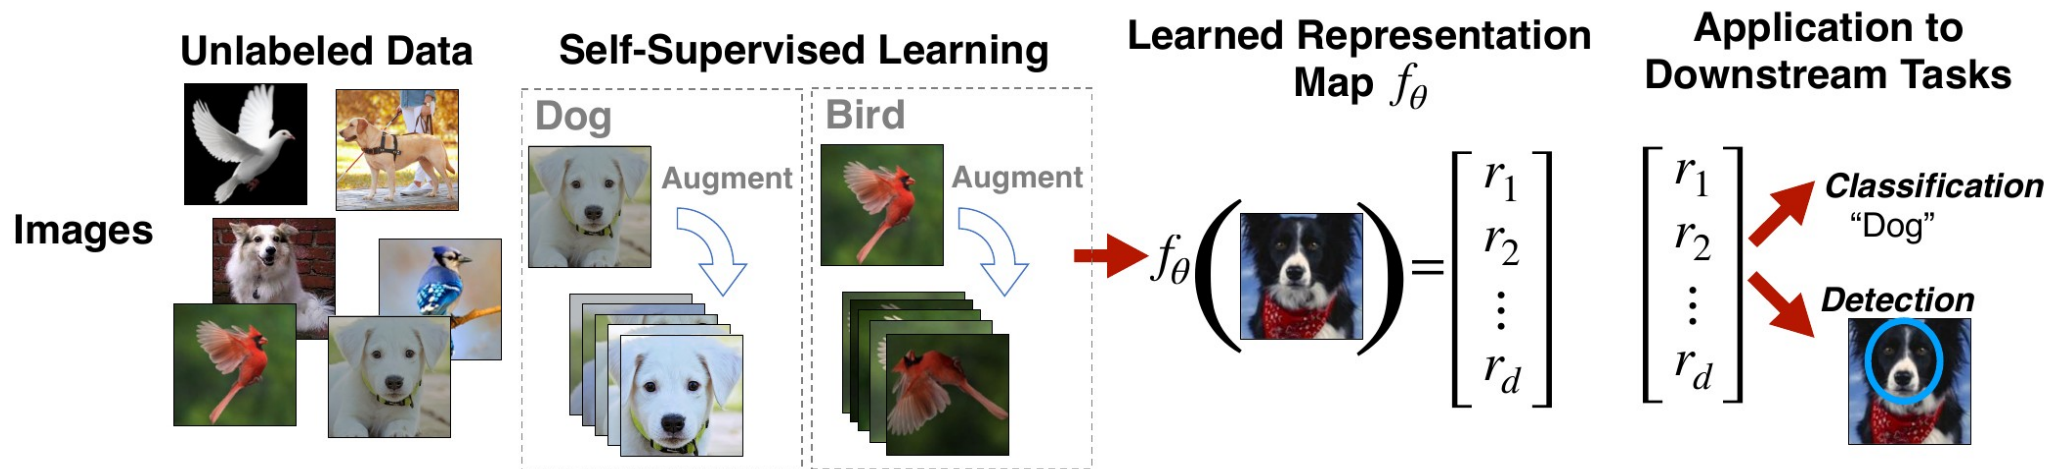 Unlabeled Data
Self-Supervised Learning
Learned Representation
Map fθ
Application to
Downstream Tasks
Images
Dog
Augment
Bird
Augment
fθ( ) = [r1 r2 ⋮ rd]
[r1 r2 ⋮ rd]
Classification
“Dog”
Detection